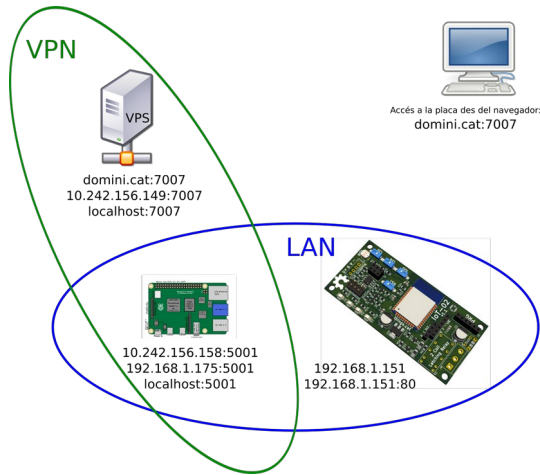 VPN
VPS
domini.cat:7007
10.242.156.149:7007
localhost:7007
Accés a la placa des del navegador:
domini.cat:7007
LAN
10.242.156.158:5001
192.168.1.175:5001
localhost:5001
IoT-02
192.168.1.151
192.168.1.151:80